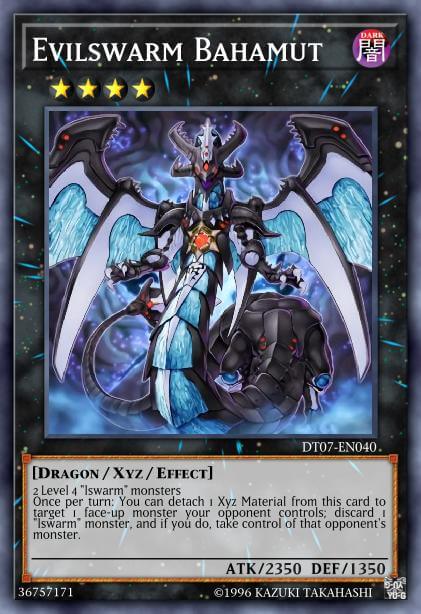 EVILSWARM BAHAMUT
DARK
闇
DT07-EN040
[DRAGON / XYZ / EFFECT]
2 Level 4 "lswarm" monsters
Once per turn: You can detach 1 Xyz Material from this card to
target 1 face-up monster your opponent controls; discard 1
"lswarm" monster, and if you do, take control of that opponent's
monster.
ATK/2350 DEF/1350
36757171
©1996 KAZUKI TAKAHASHI